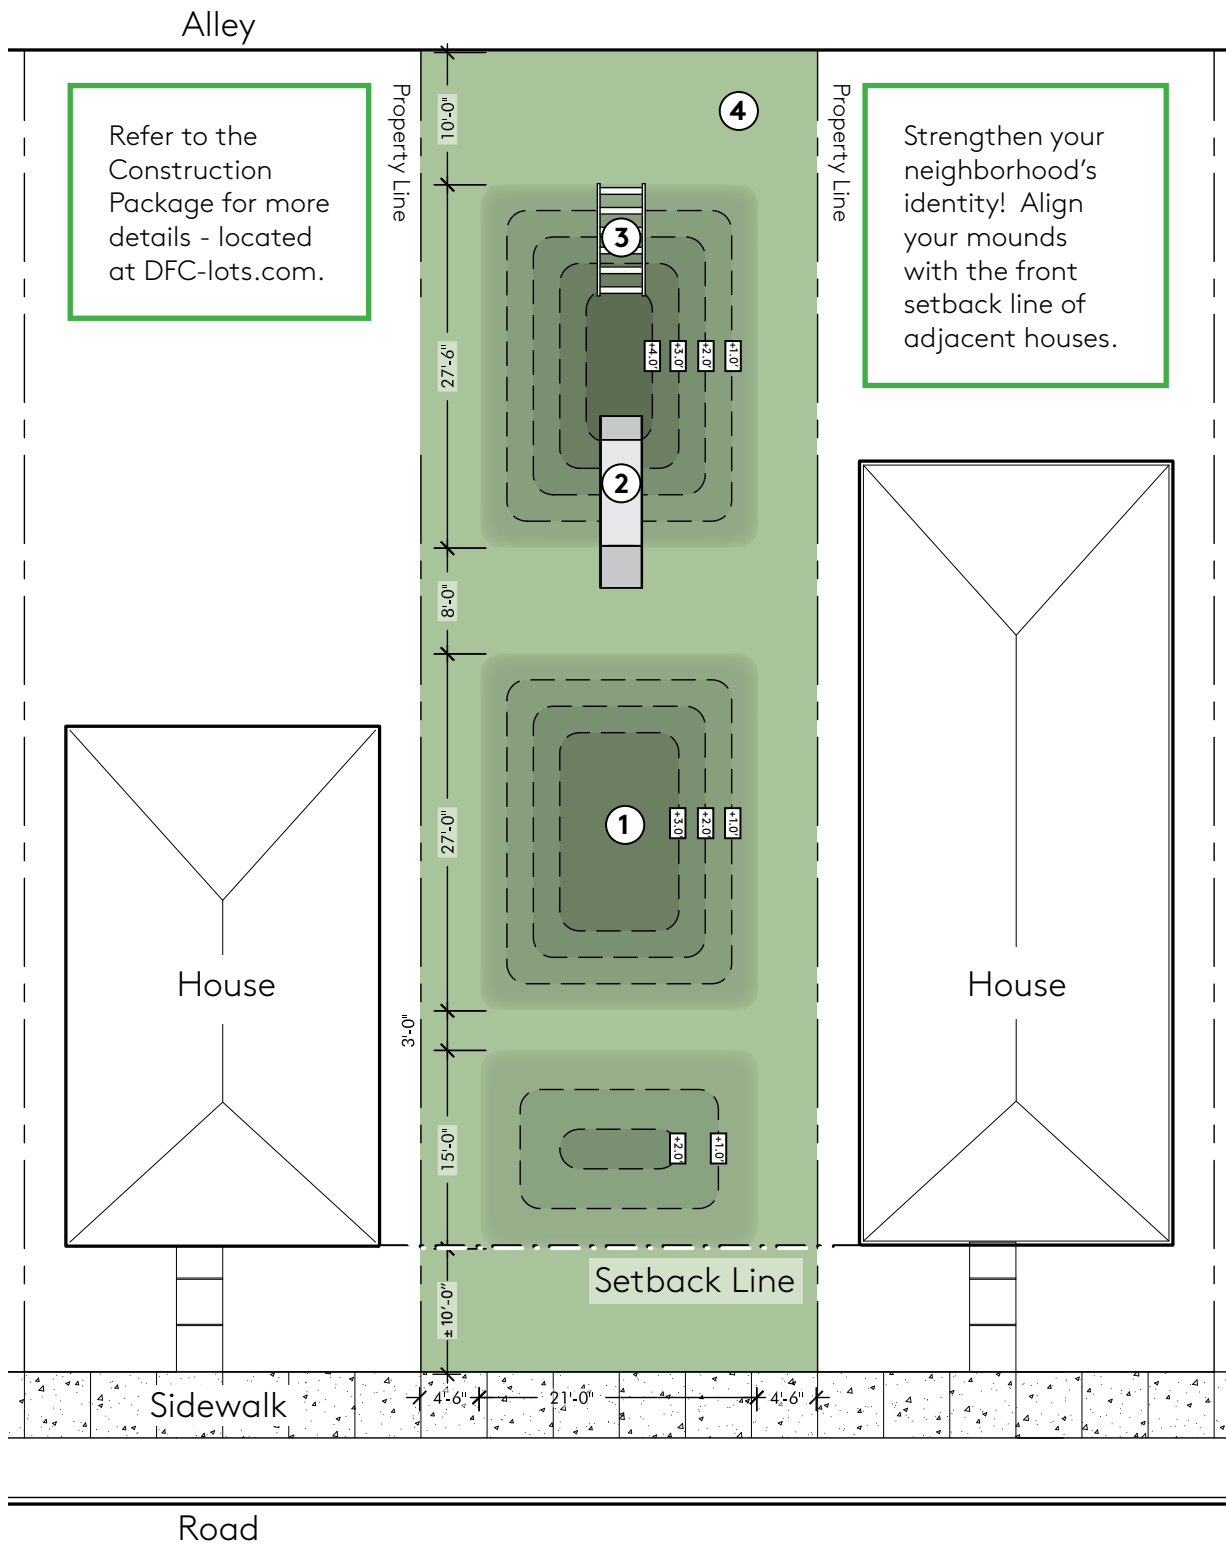 Alley
Refer to the
Construction
Package for more
details - located
at DFC-lots.com.
Property Line
10'-0"
4
Property Line
Strengthen your
neighborhood's
identity!  Align
your mounds
with the front
setback line of
adjacent houses.
3
27'-6"
+4.0'
+3.0'
+2.0'
+1.0'
2
8'-0"
27'-0"
1
+3.0'
+2.0'
+1.0'
House
House
3'-0"
15'-0"
+2.0'
+1.0'
Setback Line
±10'-0"
Sidewalk
4'-6"
21'-0"
4'-6"
Road